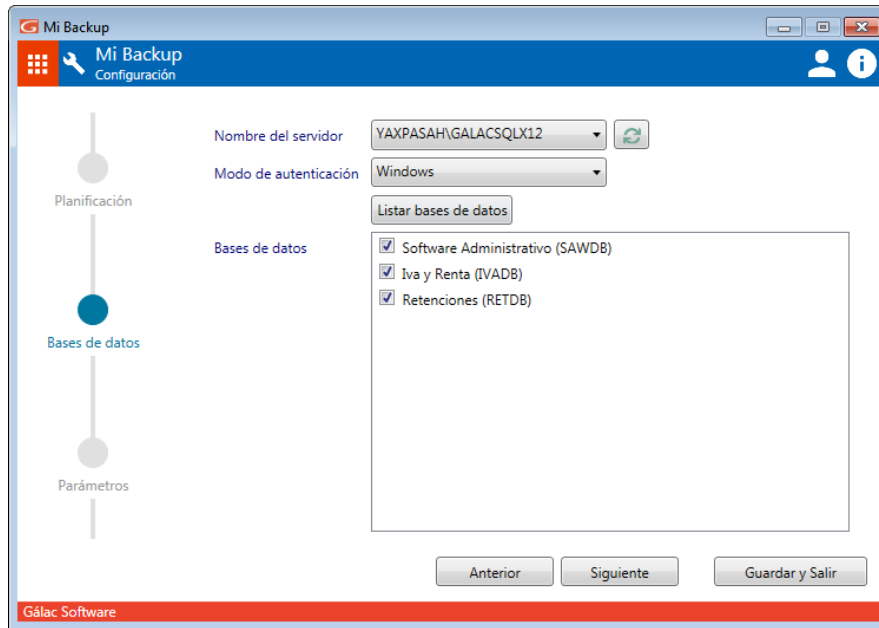 Mi Backup
Mi Backup
Configuración
Planificación
Bases de datos
Parámetros
Nombre del servidor YAXPASAH\GALACSQLX12
Modo de autenticación Windows
Listar bases de datos
Bases de datos
Software Administrativo (SAWDB)
Iva y Renta (IVADB)
Retenciones (RETDB)
Anterior Siguiente Guardar y Salir
Gálac Software